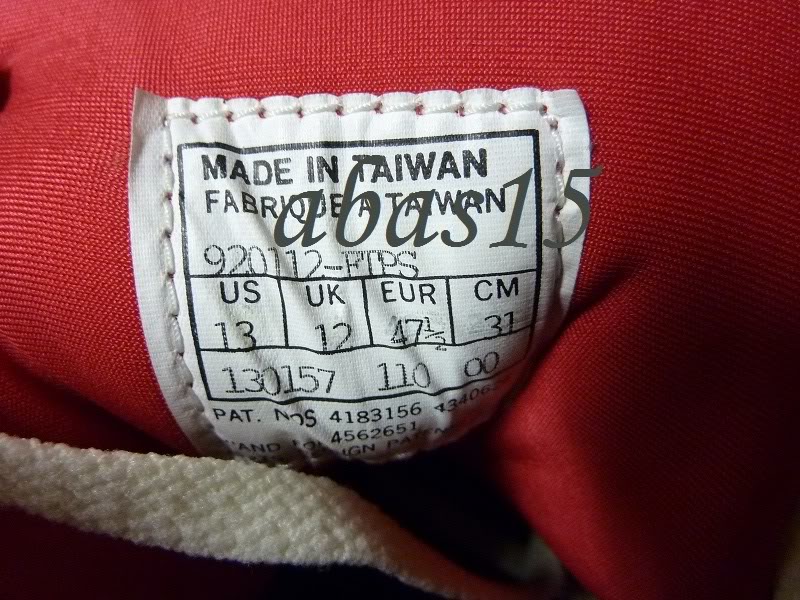 MADE IN TAIWAN
FABRIQUE A TAIWAN
abas15
920112-PTPS
US UK EUR CM
13 12 47½ 31
130157 110 00
PAT. NOS 4183156
4562651
AND